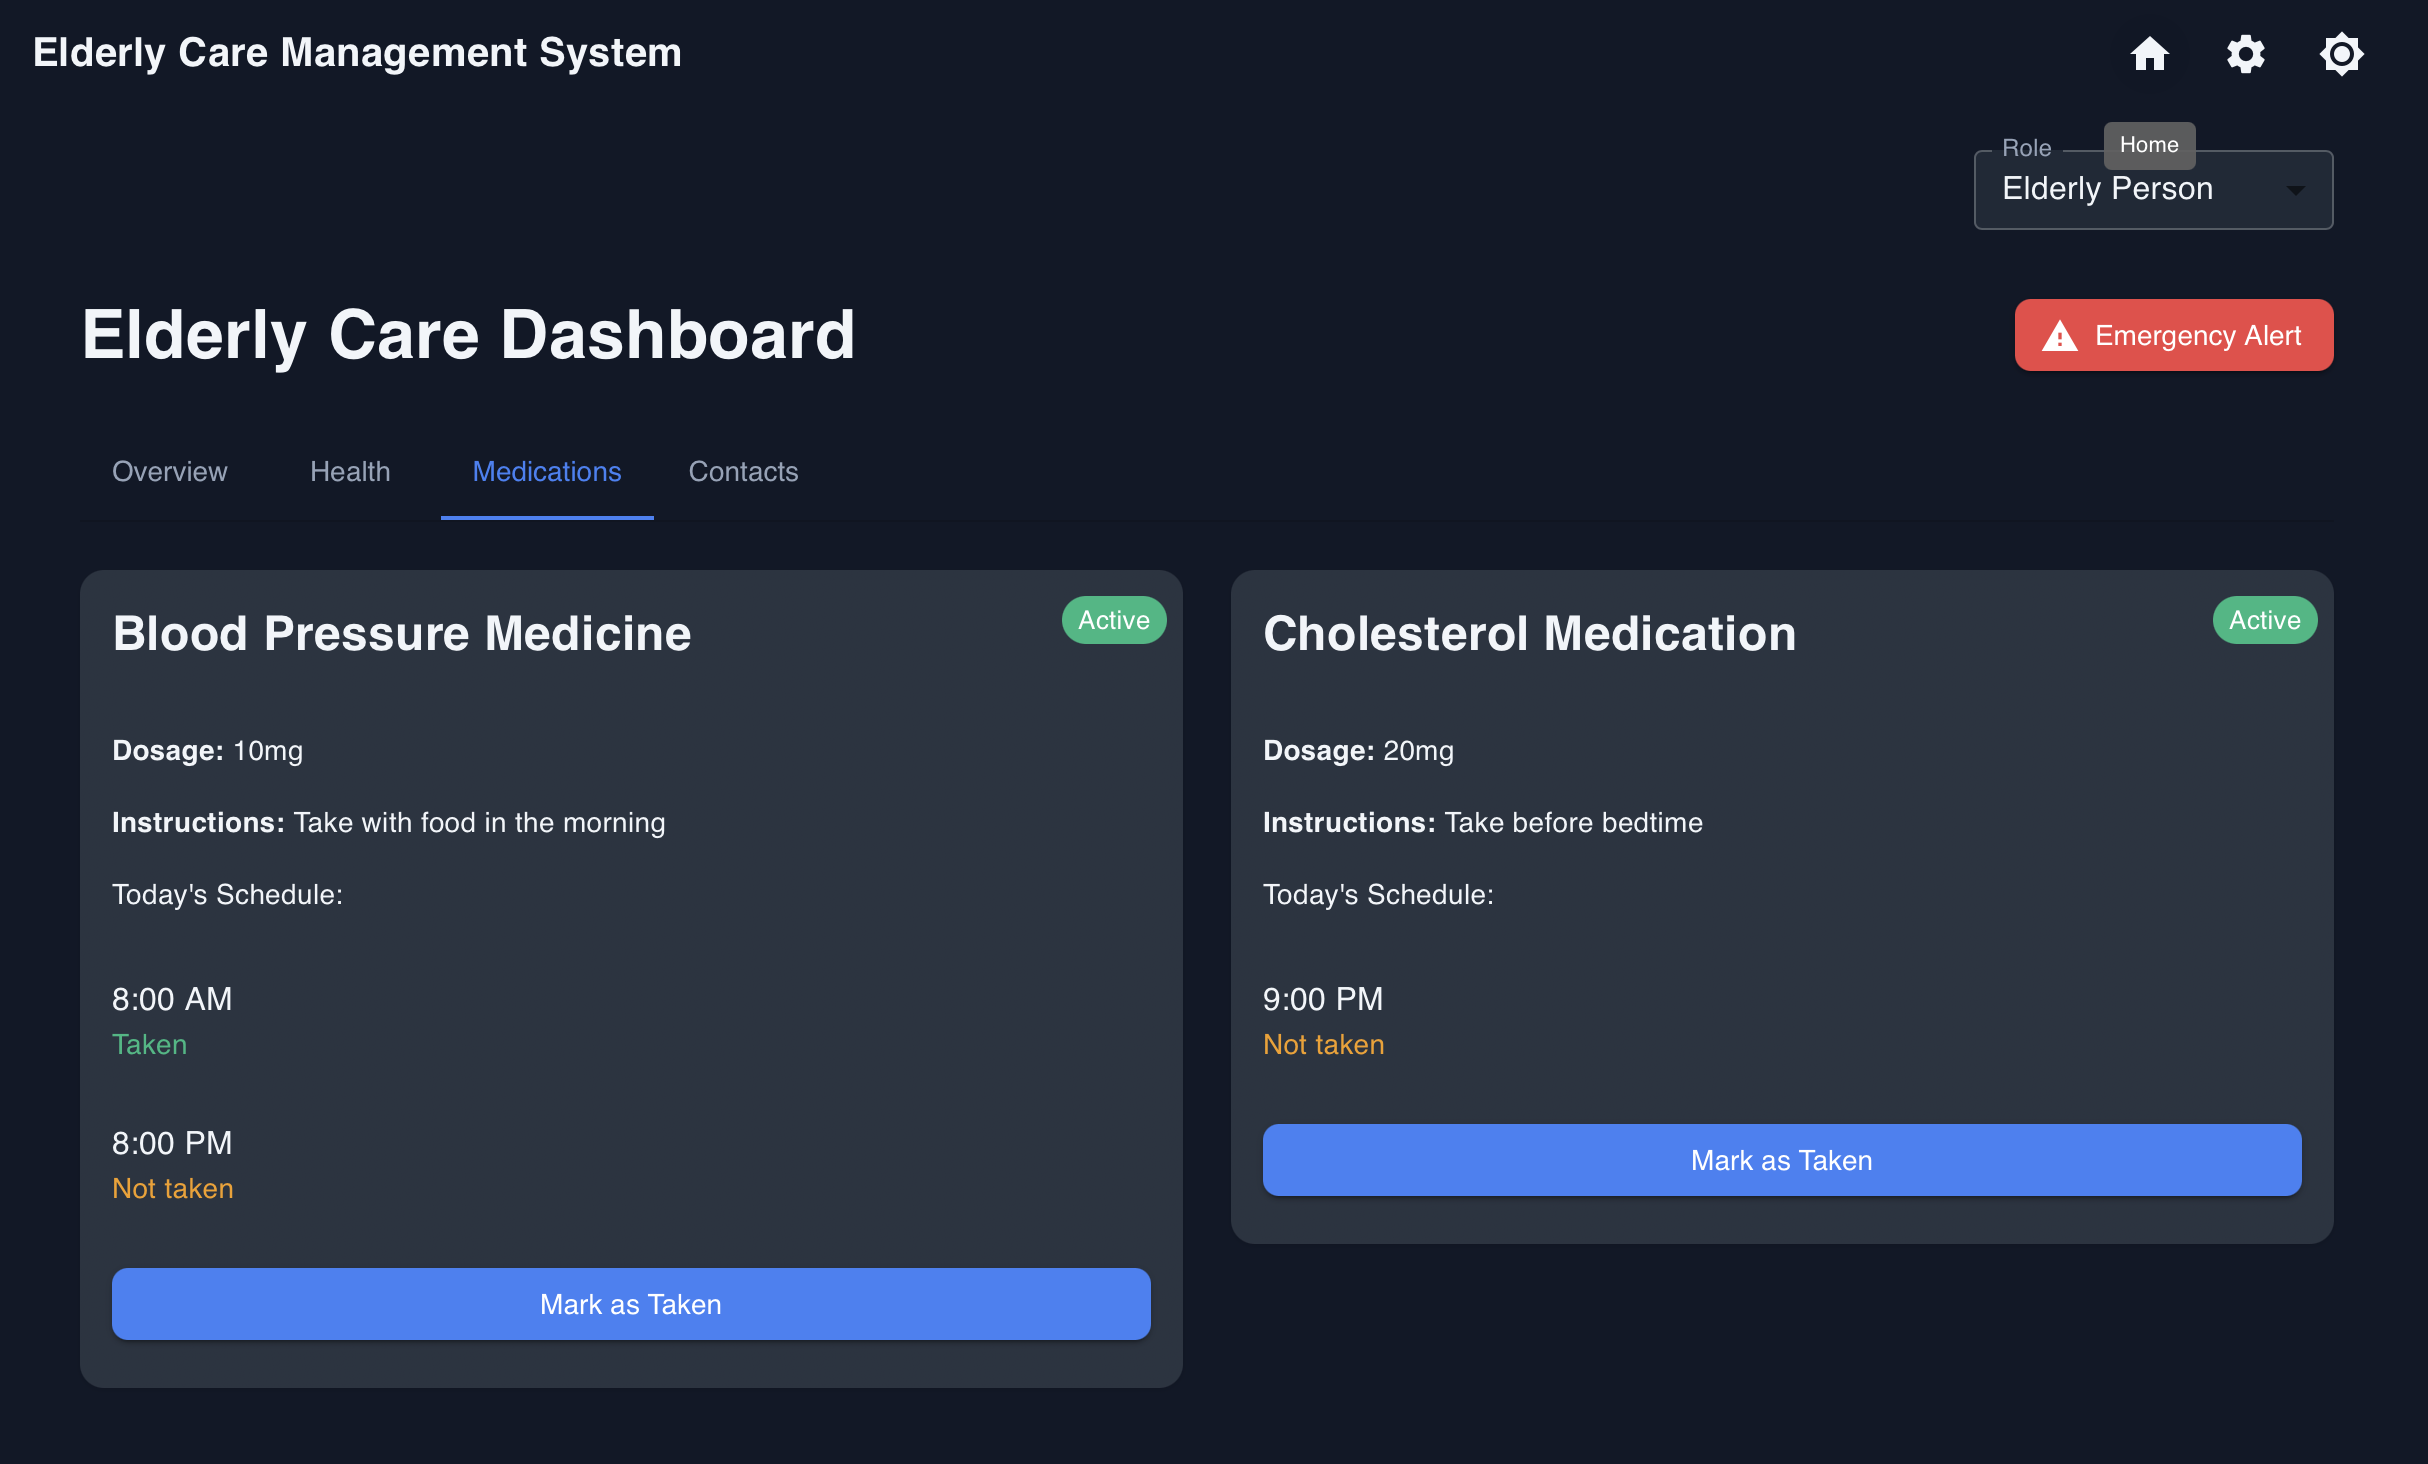 Elderly Care Management System
Home
Role
Elderly Person
Elderly Care Dashboard
Emergency Alert
Overview
Health
Medications
Contacts
Blood Pressure Medicine
Active
Dosage: 10mg
Instructions: Take with food in the morning
Today's Schedule:
8:00 AM
Taken
8:00 PM
Not taken
Mark as Taken
Cholesterol Medication
Active
Dosage: 20mg
Instructions: Take before bedtime
Today's Schedule:
9:00 PM
Not taken
Mark as Taken